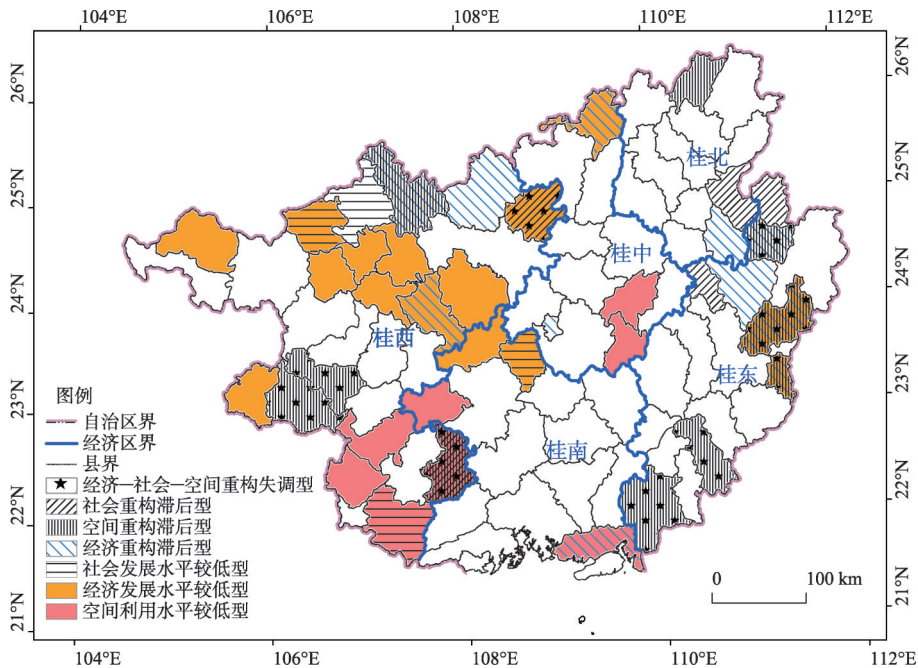 104°E 106°E 108°E 110°E 112°E
26°N
26°N
25°N
25°N
24°N
24°N
23°N
23°N
22°N
22°N
21°N
21°N
桂北
桂中
桂西
桂东
桂南
图例
自治区界
经济区界
县界
经济—社会—空间重构失调型
社会重构滞后型
空间重构滞后型
经济重构滞后型
社会发展水平较低型
经济发展水平较低型
空间利用水平较低型
0 100 km
104°E 106°E 108°E 110°E 112°E